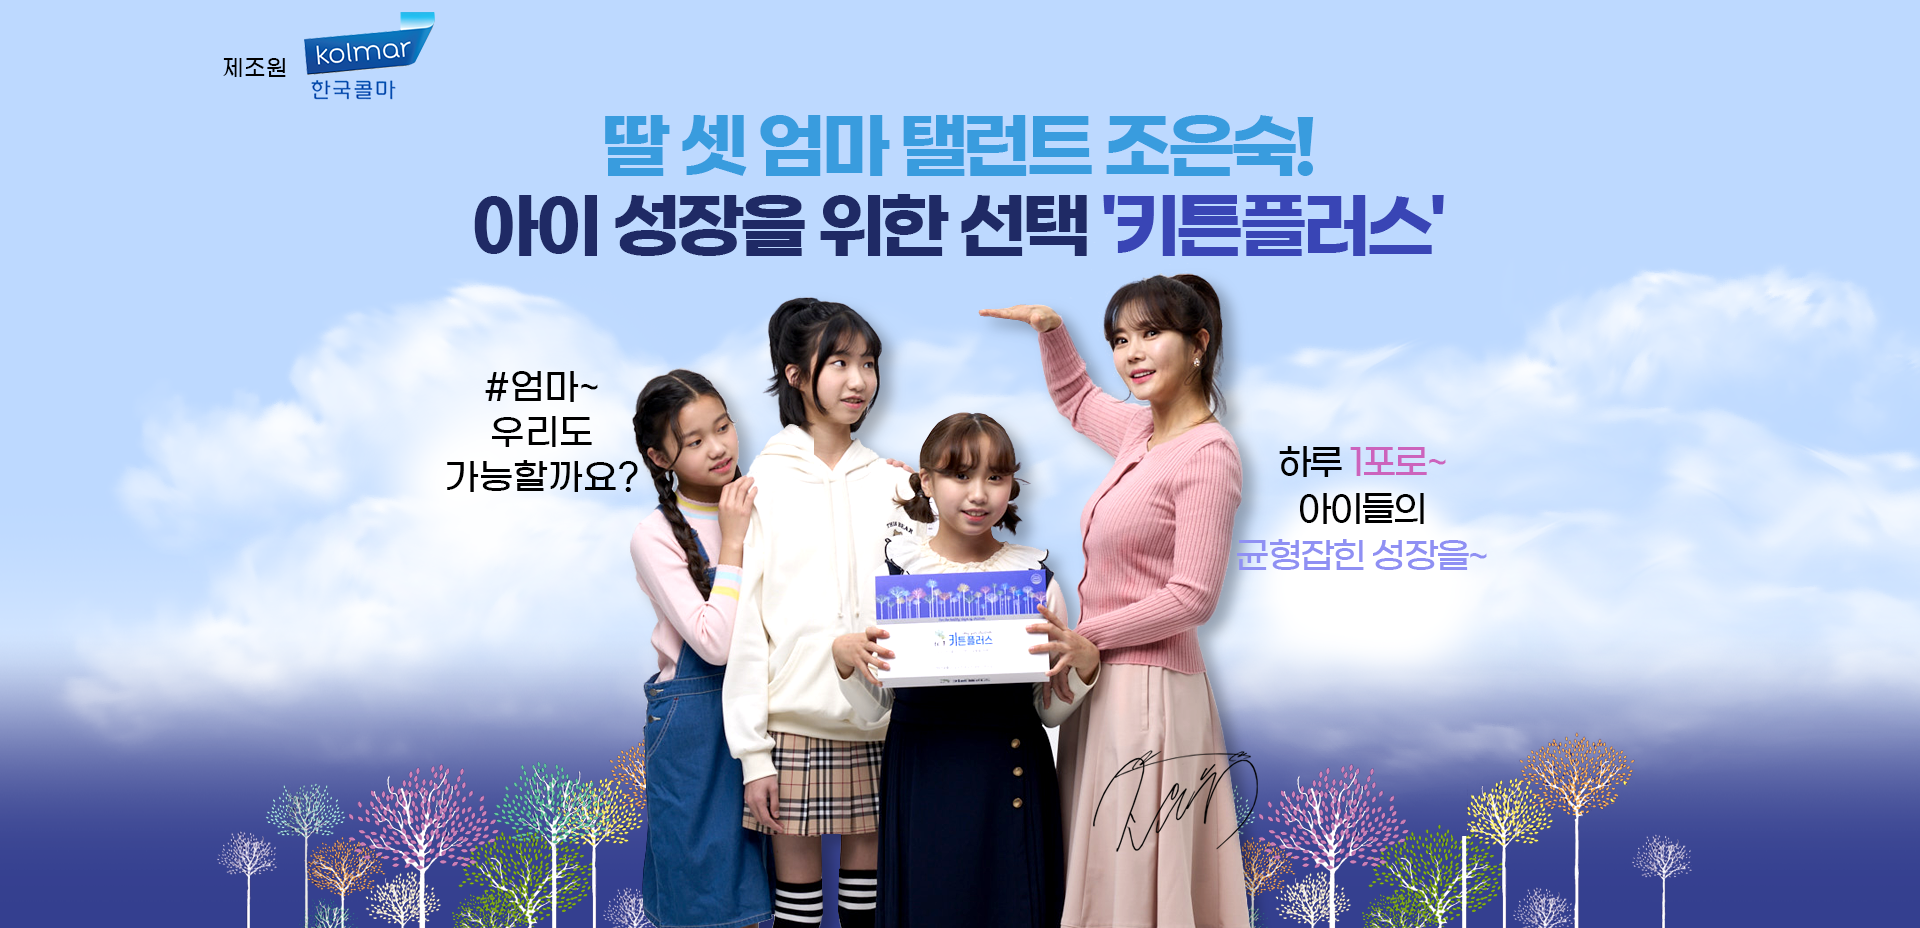 제조원
kolmar
한국콜마
딸 셋 엄마 탤런트 조은숙!
아이 성장을 위한 선택 '키튼플러스'
#엄마~
우리도
가능할까요?
하루 1포로~
아이들의
균형잡힌 성장을~
THIS BEAR
키튼플러스